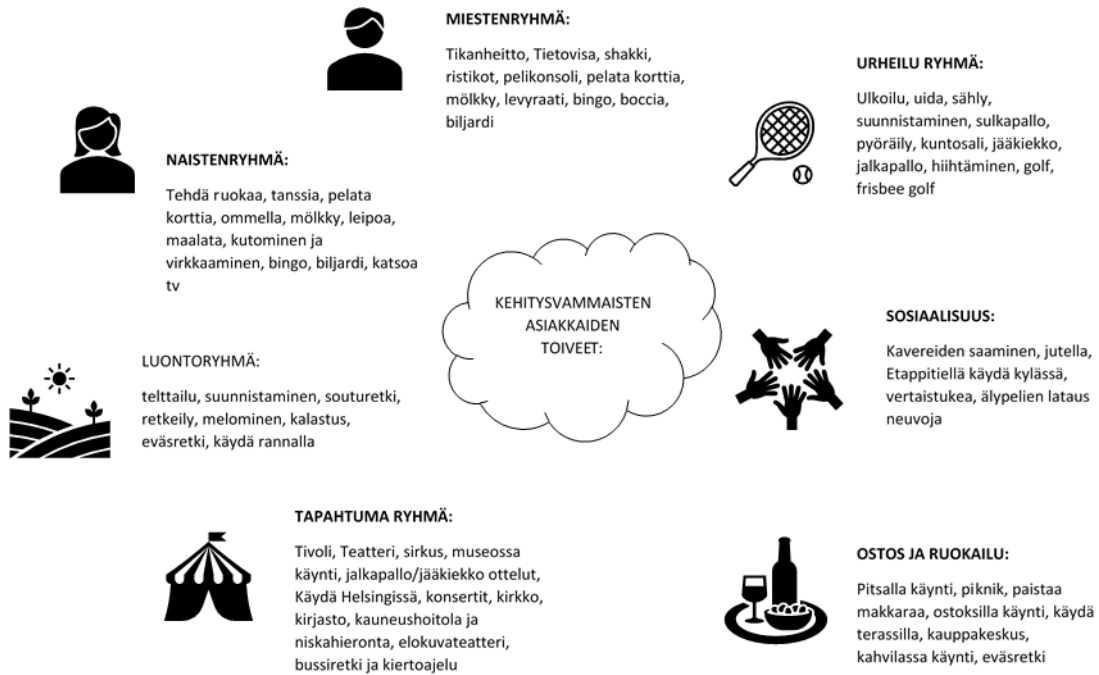 MIESTENRYHMÄ:
Tikanheitto, Tietovisa, shakki,
ristikot, pelikonsoli, pelata korttia,
mölkky, levyraati, bingo, boccia,
biljardi
URHEILU RYHMÄ:
Ulkoilu, uida, sähly,
suunnistaminen, sulkapallo,
pyöräily, kuntosali, jääkiekko,
jalkapallo, hiihtäminen, golf,
frisbee golf
NAISTENRYHMÄ:
Tehdä ruokaa, tanssia, pelata
korttia, ommella, mölkky, leipoa,
maalata, kutominen ja
virkkaaminen, bingo, biljardi, katsoa
tv
KEHITYSVAMMAISTEN
ASIAKKAIDEN
TOIVEET:
SOSIAALISUUS:
Kavereiden saaminen, jutella,
Etappitiellä käydä kylässä,
vertaistukea, älypelien lataus
neuvoja
LUONTORYHMÄ:
telttailu, suunnistaminen, souturetki,
retkeily, melominen, kalastus,
eväsretki, käydä rannalla
TAPAHTUMA RYHMÄ:
Tivoli, Teatteri, sirkus, museossa
käynti, jalkapallo/jääkiekko ottelut,
Käydä Helsingissä, konsertit, kirkko,
kirjasto, kauneushoitola ja
niskahieronta, elokuvateatteri,
bussiretki ja kiertoajelu
OSTOS JA RUOKAILU:
Pitsalla käynti, piknik, paistaa
makkaraa, ostoksilla käynti, käydä
terassilla, kauppakeskus,
kahvilassa käynti, eväsretki